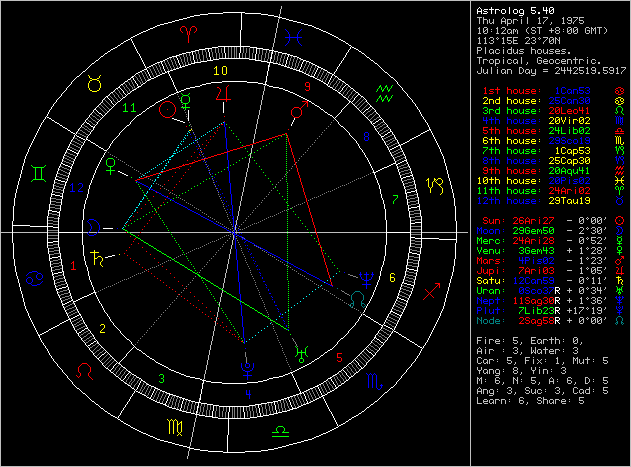 Astrolog 5.40
Thu April 17, 1975
10:12am (ST +8:00 GMT)
113°15E 23°70N
Placidus houses.
Tropical, Geocentric.
Julian Day = 2442519.5917
1st house: 1Can53
2nd house:
3rd house: 20Leo41
4th house: 20Vir02
5th house: 24Lib02
6th house:
7th house: 1Cap53
8th house: 25Cap30
9th house: 20Aqu41
10th house:
11th house: 24Ari02
12th house: 29Tau19
Sun: 26Ari27 - 0°00'
Moon: 29Gem50 - 2°30'
Merc: 24Ari28 - 0°52'
Venu: 3Gem43 + 1°28'
Mars: - 1°23'
Jupi: 7Ari03 - 1°05'
Satu: - 0°11'
Uran: R + 0°34'
Nept: 11Sag30R + 1°36'
Plut: 7Lib23R +17°19'
Node: 2Sag58R + 0°00'
Fire: 5, Earth: 0,
Air : 3, Water: 3
Car: 5, Fix: 1, Mut: 5
Yang: 8, Yin: 3
M: 6, N: 5, A: 6, D: 5
Ang: 3, Suc: 3, Cad: 5
Learn: 6, Share: 5
10
9
11
8
12
7
1
6
2
5
3
4